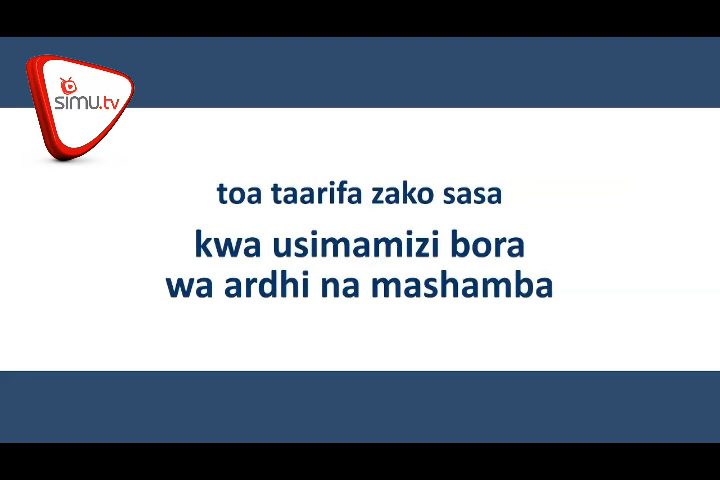 SIMU.tv
toa taarifa zako sasa
kwa usimamizi bora
wa ardhi na mashamba